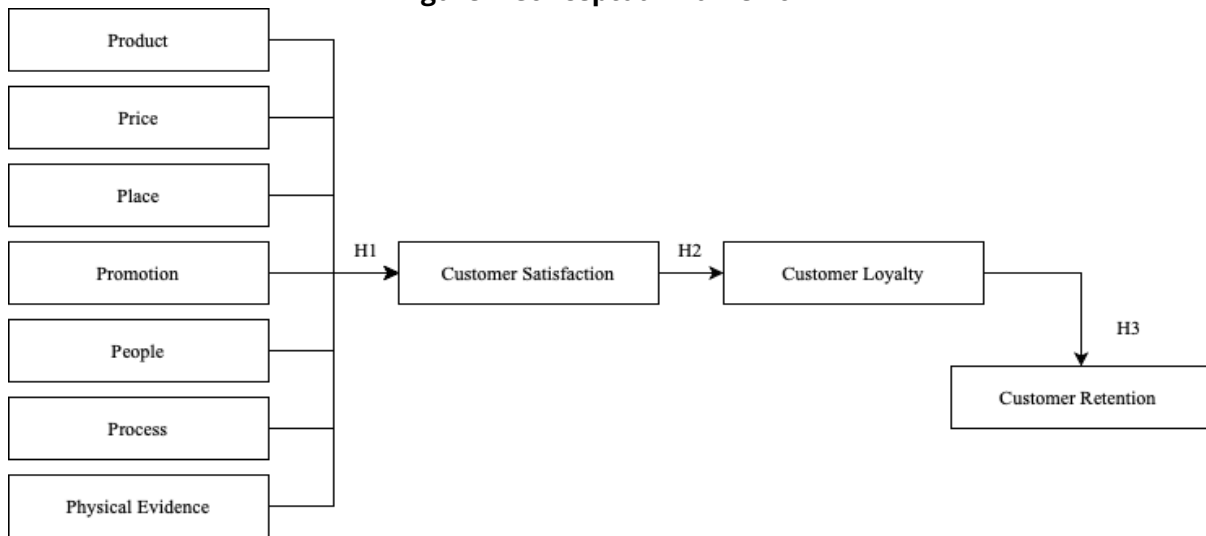 Product
Price
Place
Promotion
People
Process
Physical Evidence
H1
Customer Satisfaction
H2
Customer Loyalty
H3
Customer Retention